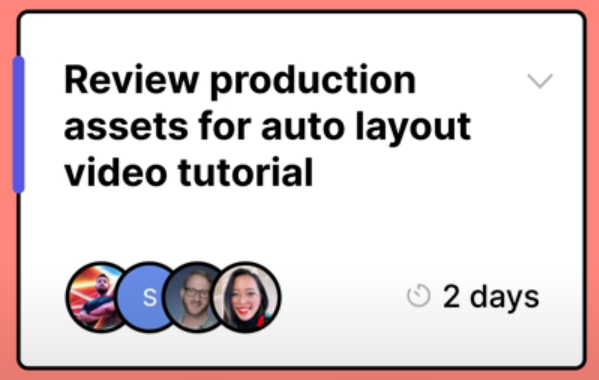 Review production
assets for auto layout
video tutorial
S
2 days